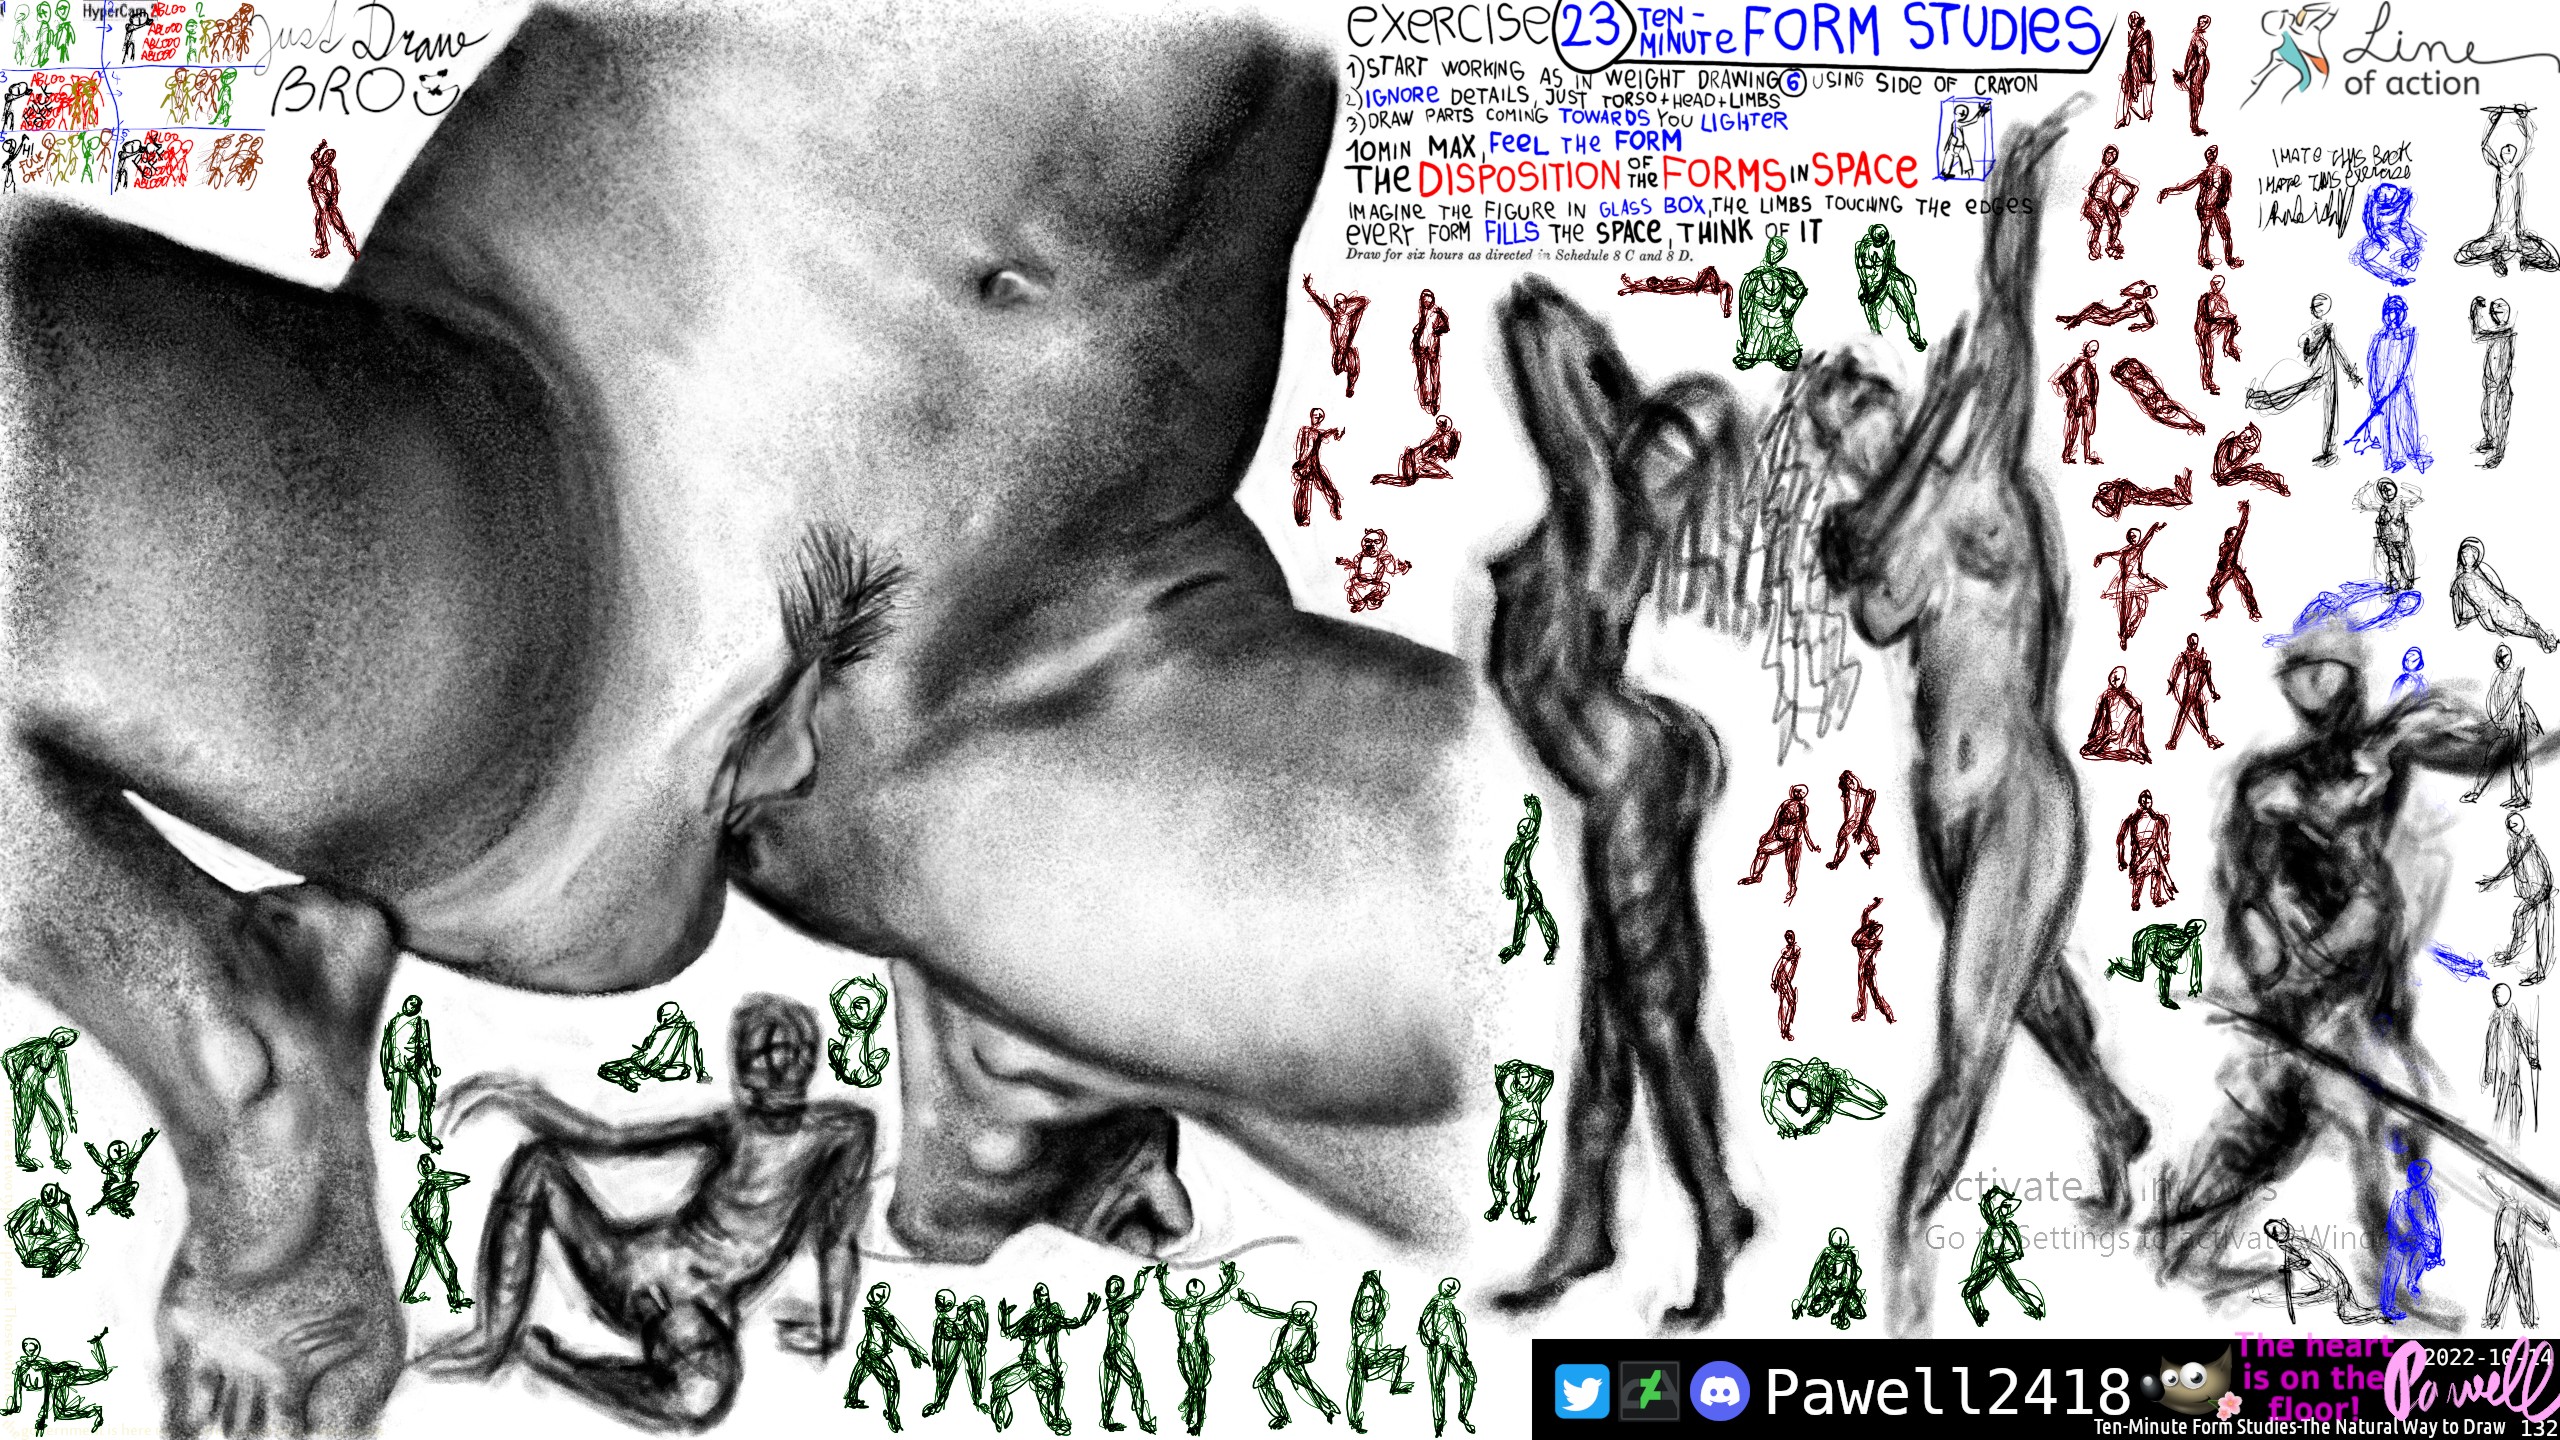 HyperCam 2
2
ABLOO
ABLOO
ABLOO
ABLOO
3
ABLOO
4
5
HI
FUCK
OFF
ABLOO
Just Draw
BRO
exercise 23 TEN-MINUTe FORM STUDIES
1) START WORKING AS IN WEIGHT DRAWING 6 USING SIDE OF CRAYON
2) IGNORE DETAILS, JUST TORSO+HEAD+LIMBS
3) DRAW PARTS COMING TOWARDS YOU LIGHTER
10MIN MAX, FEeL THE FORM
THE DISPOSITION OF THE FORMS IN SPACE
IMAGINE THE FIGURE IN GLASS BOX, THE LIMBS TOUCHING THE eDGeS
eVeRY FORM FILLS THE SPACE, THINK OF IT
Draw for six hours as directed in Schedule 8 C and 8 D.
Line
of action
I HATE THIS BOOK
I HATE THIS exercise
Activate Windows
Go to Settings to activate Windows
Pawell2418
The heart
is on the
floor!
2022-10-14
Pawell
Ten-Minute Form Studies-The Natural Way to Draw 132